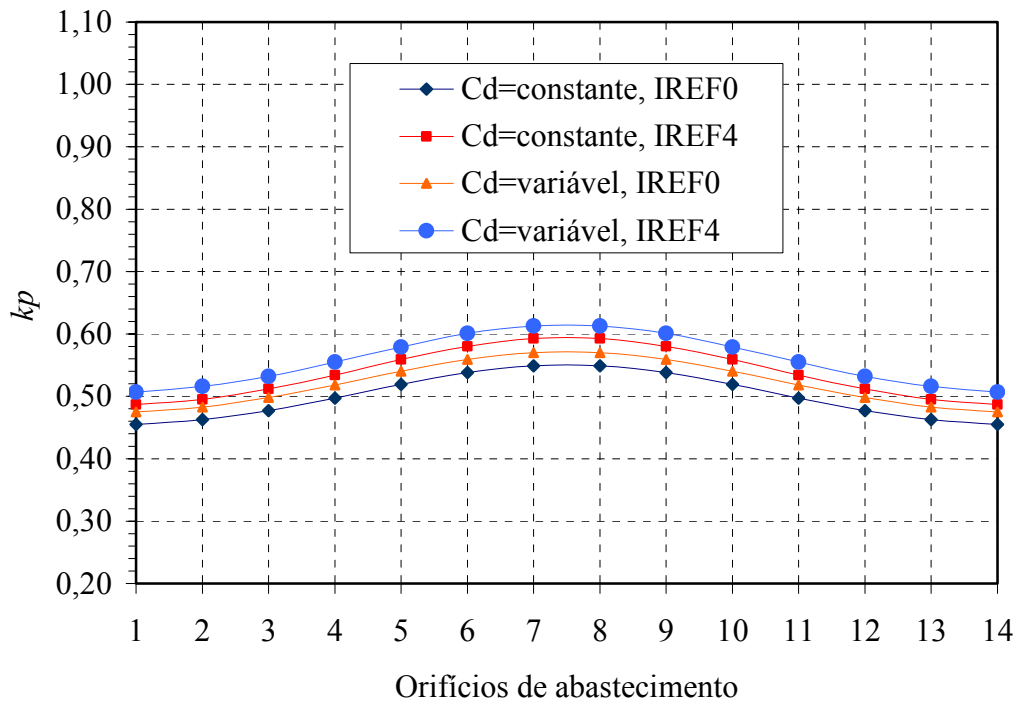 1,10
1,00
0,90
0,80
0,70
0,60
0,50
0,40
0,30
0,20
kp
Cd=constante, IREF0
Cd=constante, IREF4
Cd=variável, IREF0
Cd=variável, IREF4
1 2 3 4 5 6 7 8 9 10 11 12 13 14
Orifícios de abastecimento